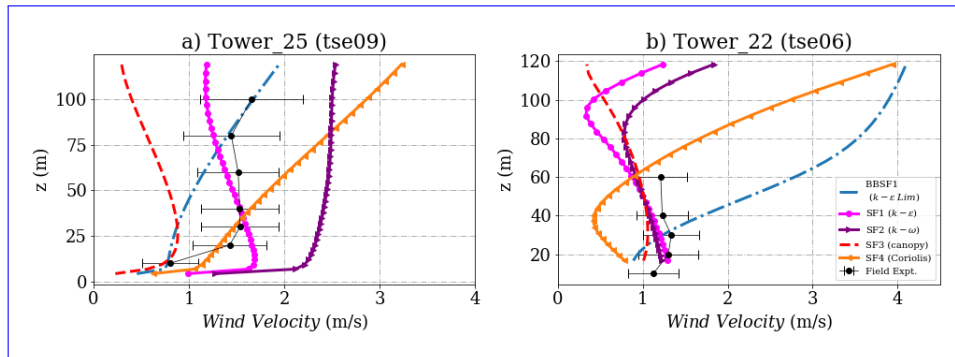 a) Tower_25 (tse09)
z (m)
100
75
50
25
0
0 1 2 3 4
Wind Velocity (m/s)
b) Tower_22 (tse06)
z (m)
120
100
80
60
40
20
0 1 2 3 4
Wind Velocity (m/s)
BBSF1
(k − ε Lim)
SF1 (k − ε)
SF2 (k − ω)
SF3 (canopy)
SF4 (Coriolis)
Field Expt.